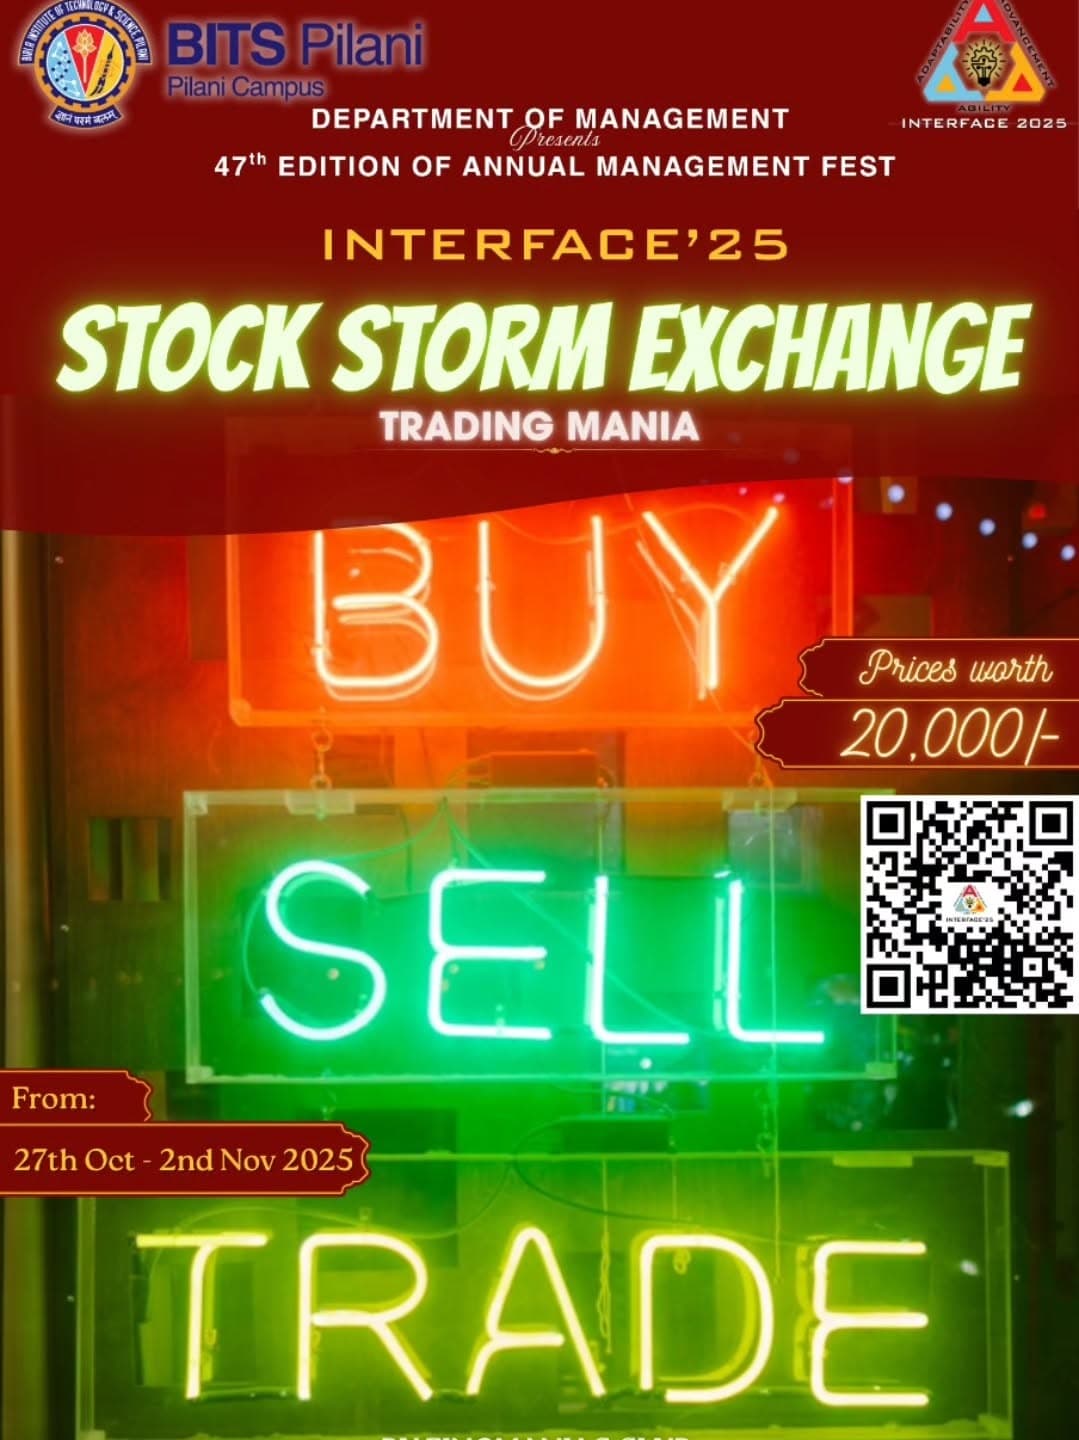 BIRLA INSTITUTE OF TECHNOLOGY & SCIENCE, PILANI
ज्ञानं परमं बलम्
BITS Pilani
Pilani Campus
ADAPTABILITY
ADVANCEMENT
AGILITY
INTERFACE 2025
DEPARTMENT OF MANAGEMENT
Presents
47th EDITION OF ANNUAL MANAGEMENT FEST
INTERFACE’25
STOCK STORM EXCHANGE
TRADING MANIA
BUY
Prices worth
20,000/-
SELL
INTERFACE'25
From:
27th Oct - 2nd Nov 2025
TRADE